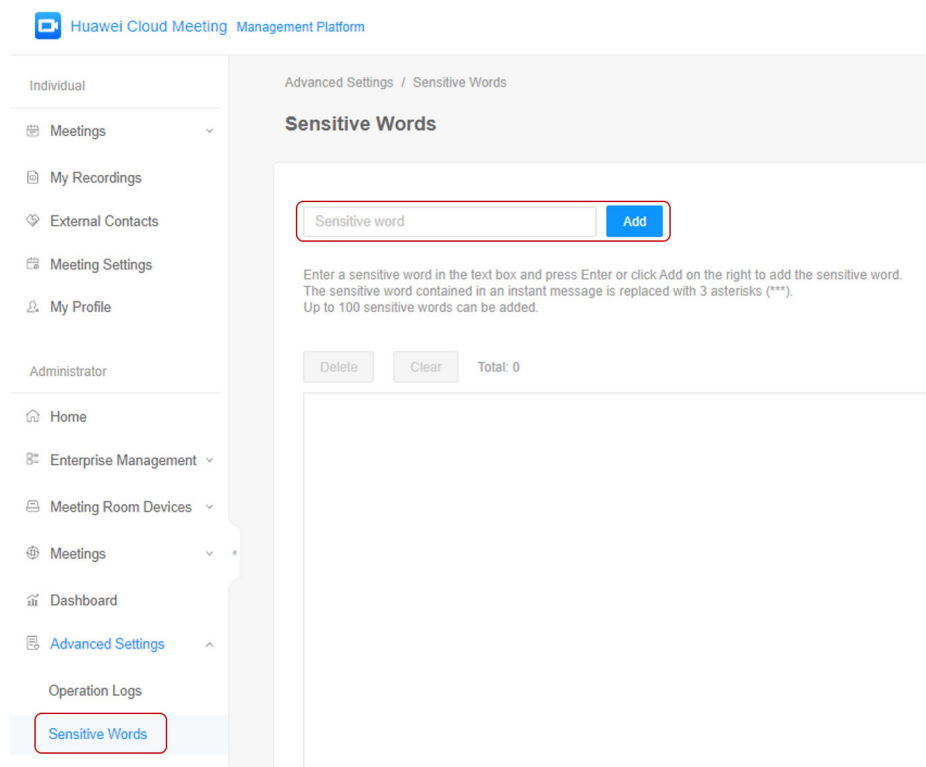 Huawei Cloud Meeting Management Platform
Individual
Meetings
My Recordings
External Contacts
Meeting Settings
My Profile
Administrator
Home
Enterprise Management
Meeting Room Devices
Meetings
Dashboard
Advanced Settings
Operation Logs
Sensitive Words
Advanced Settings / Sensitive Words
Sensitive Words
Sensitive word Add
Enter a sensitive word in the text box and press Enter or click Add on the right to add the sensitive word.
The sensitive word contained in an instant message is replaced with 3 asterisks (***).
Up to 100 sensitive words can be added.
Delete Clear Total: 0